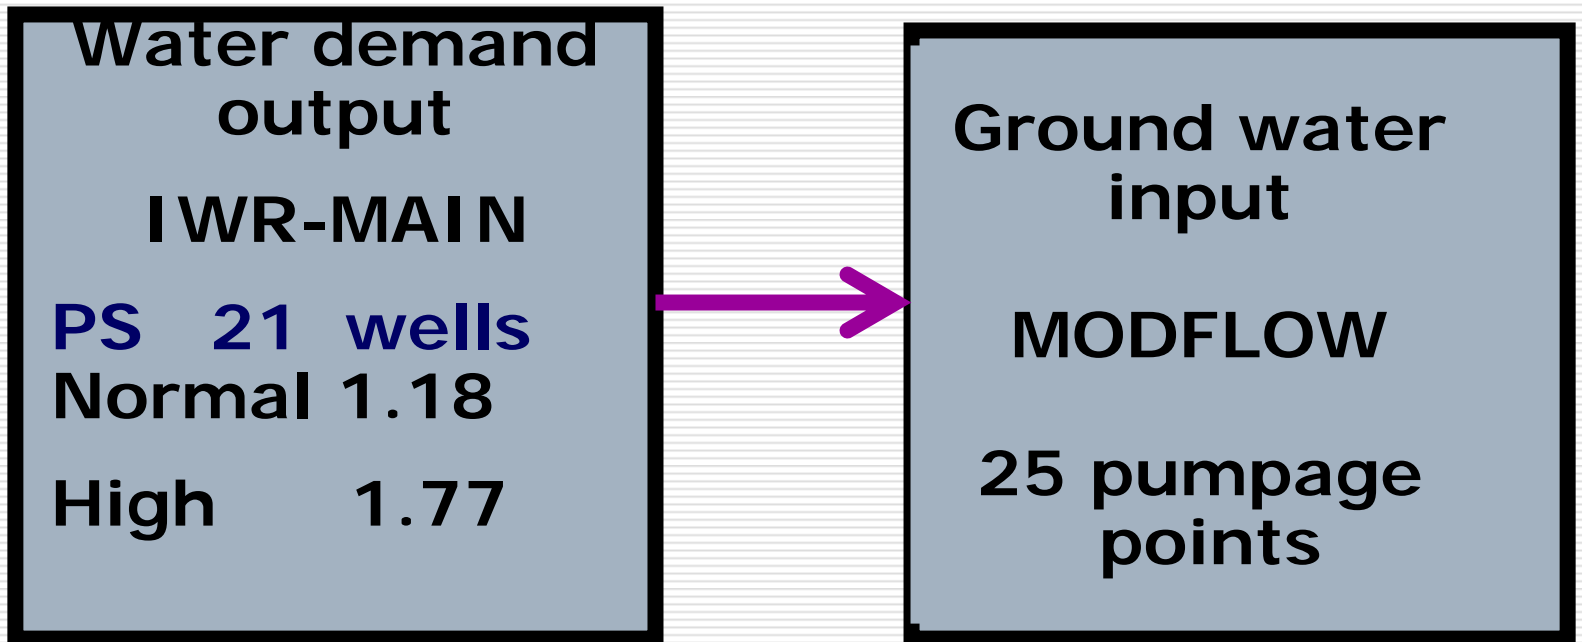 Water demand
output
IWR-MAIN
PS 21 wells
Normal 1.18
High 1.77
Ground water
input
MODFLOW
25 pumpage
points